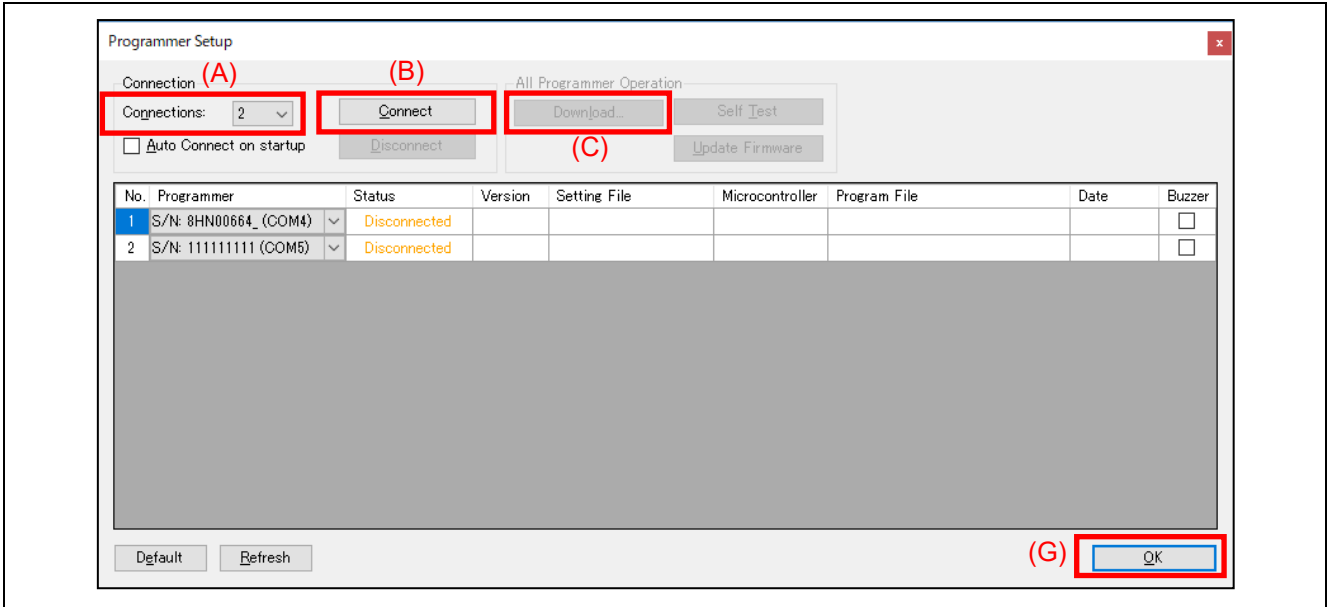 Programmer Setup
x
Connection (A) (B) All Programmer Operation
Connections: 2 Connect Download... Self Test
Auto Connect on startup Disconnect (C) Update Firmware
No. Programmer Status Version Setting File Microcontroller Program File Date Buzzer
1 S/N: 8HN00664_ (COM4) Disconnected
2 S/N: 111111111 (COM5) Disconnected
Default Refresh (G) OK